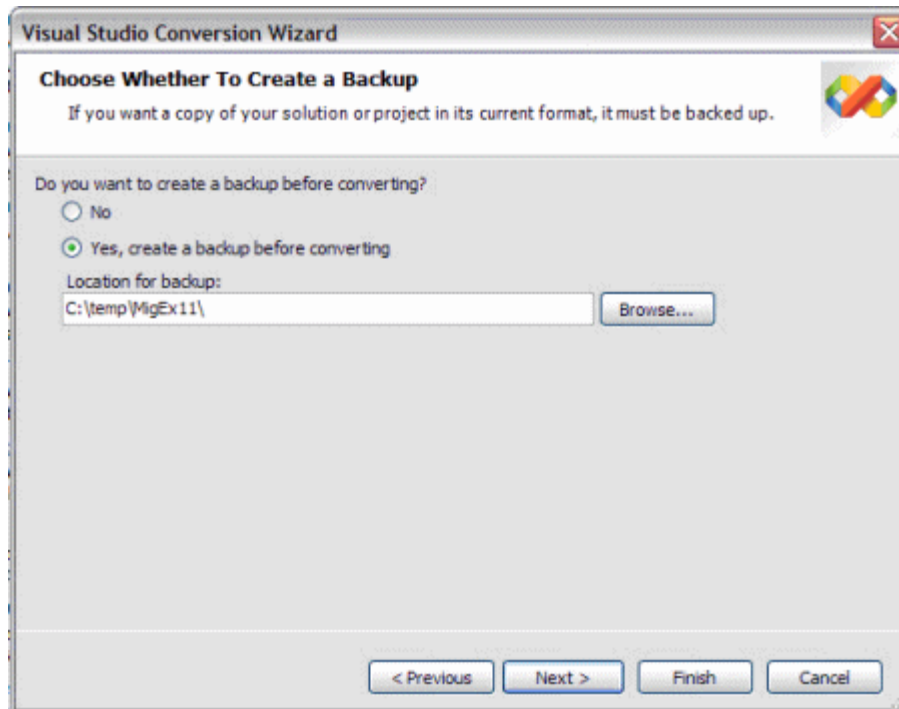 Visual Studio Conversion Wizard
Choose Whether To Create a Backup
If you want a copy of your solution or project in its current format, it must be backed up.
Do you want to create a backup before converting?
No
Yes, create a backup before converting
Location for backup:
C:\temp\MigEx11\
Browse...
< Previous
Next >
Finish
Cancel